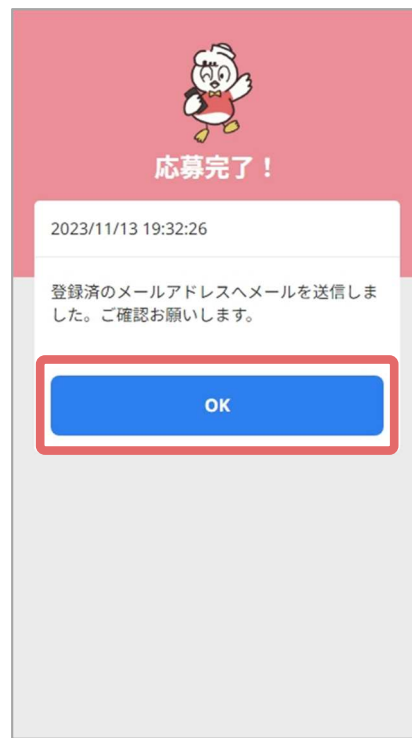 応募完了！
2023/11/13 19:32:26
登録済のメールアドレスへメールを送信しま
した。ご確認お願いします。
OK